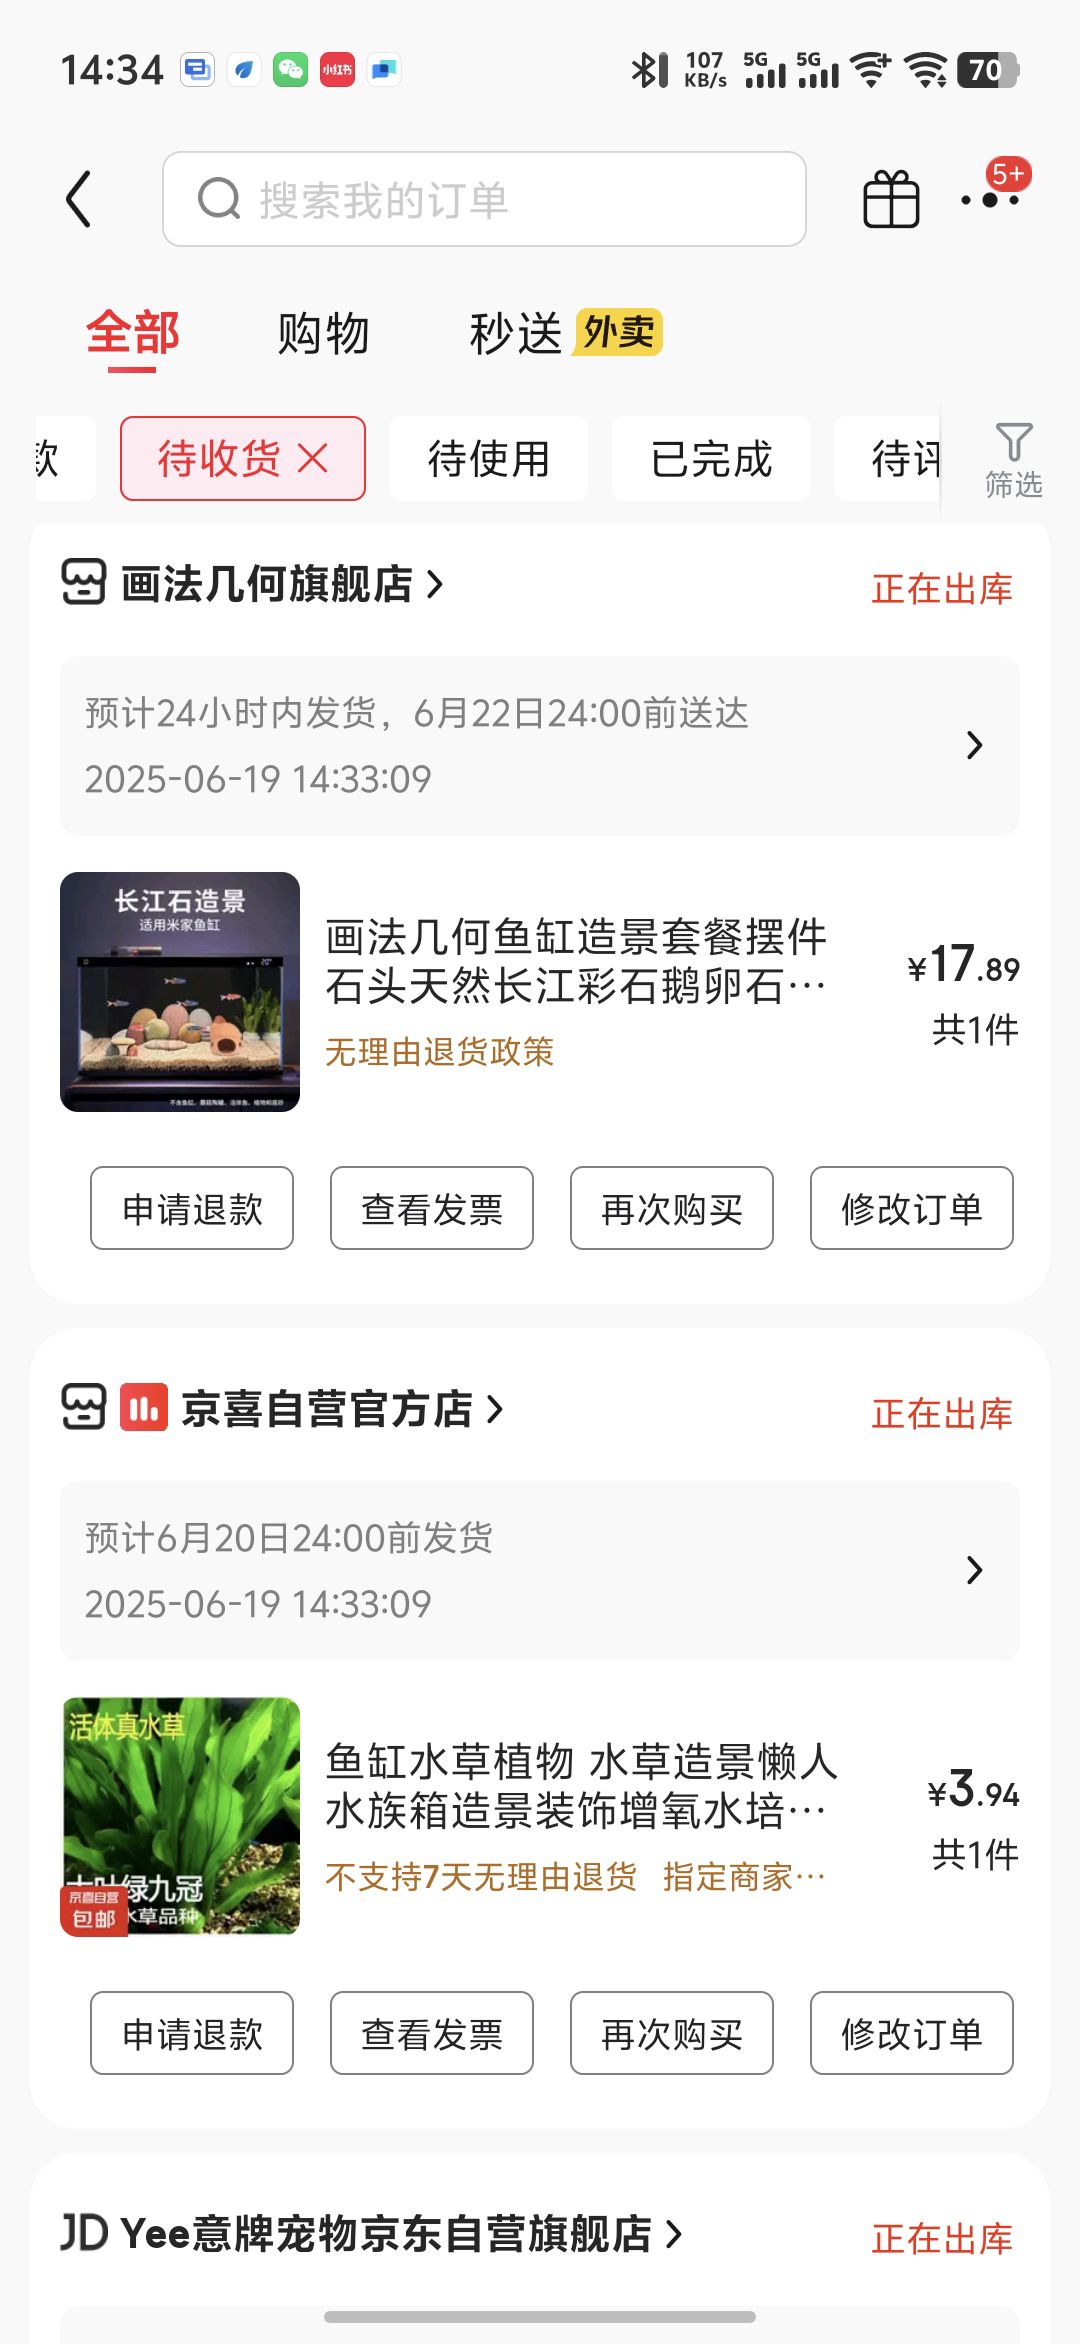 14:34
小红书
107 KB/s
5G
5G
70
搜索我的订单
5+
全部
购物
秒送
外卖
款
待收货
待使用
已完成
待评
筛选
画法几何旗舰店
正在出库
预计24小时内发货，6月22日24:00前送达
2025-06-19 14:33:09
长江石造景
适用米家鱼缸
画法几何鱼缸造景套餐摆件
石头天然长江彩石鹅卵石…
无理由退货政策
¥17.89
共1件
申请退款
查看发票
再次购买
修改订单
京喜自营官方店
正在出库
预计6月20日24:00前发货
2025-06-19 14:33:09
活体真水草
叶绿九冠
水草品种
京喜自营
包邮
鱼缸水草植物 水草造景懒人
水族箱造景装饰增氧水培…
不支持7天无理由退货 指定商家…
¥3.94
共1件
申请退款
查看发票
再次购买
修改订单
JD Yee意牌宠物京东自营旗舰店
正在出库